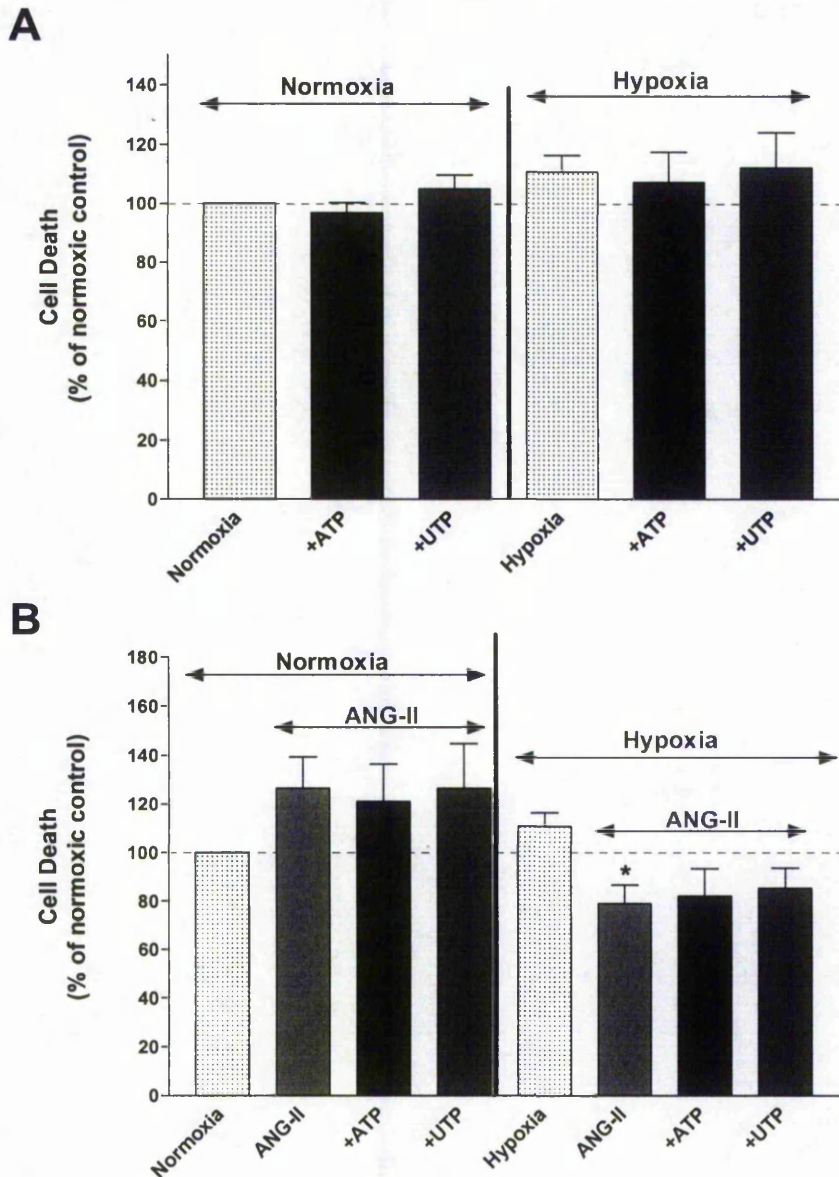 A
Normoxia
Hypoxia
140
120
100
80
60
40
20
0
Cell Death
(% of normoxic control)
Normoxia
+ATP
+UTP
Hypoxia
+ATP
+UTP
B
180
160
140
120
100
80
60
40
20
0
Cell Death
(% of normoxic control)
Normoxia
ANG-II
Hypoxia
ANG-II
*
Normoxia
ANG-II
+ATP
+UTP
Hypoxia
ANG-II
+ATP
+UTP